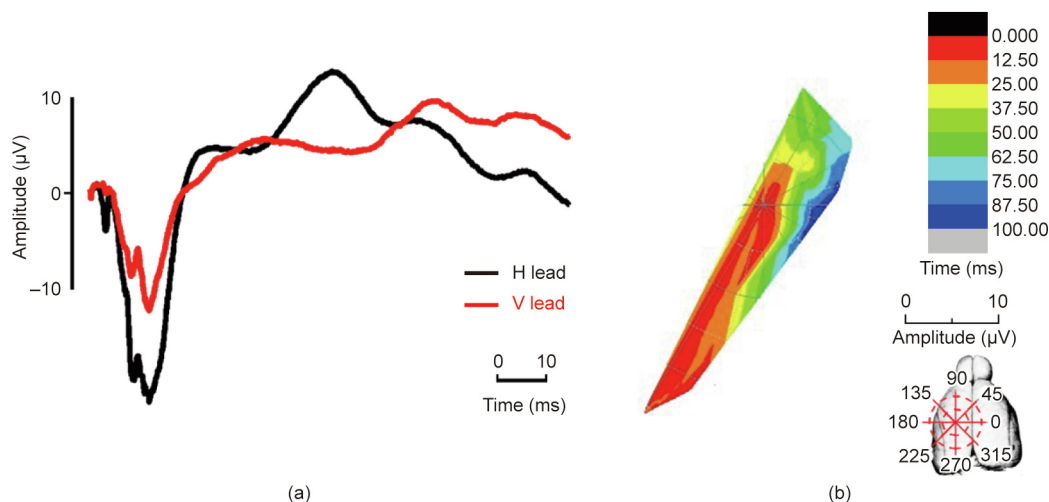 Amplitude (μV)
10
0
–10
H lead
V lead
0 10
Time (ms)
(a)
0.000
12.50
25.00
37.50
50.00
62.50
75.00
87.50
100.00
Time (ms)
0 10
Amplitude (μV)
90
135 45
180 0
225 315
270
(b)